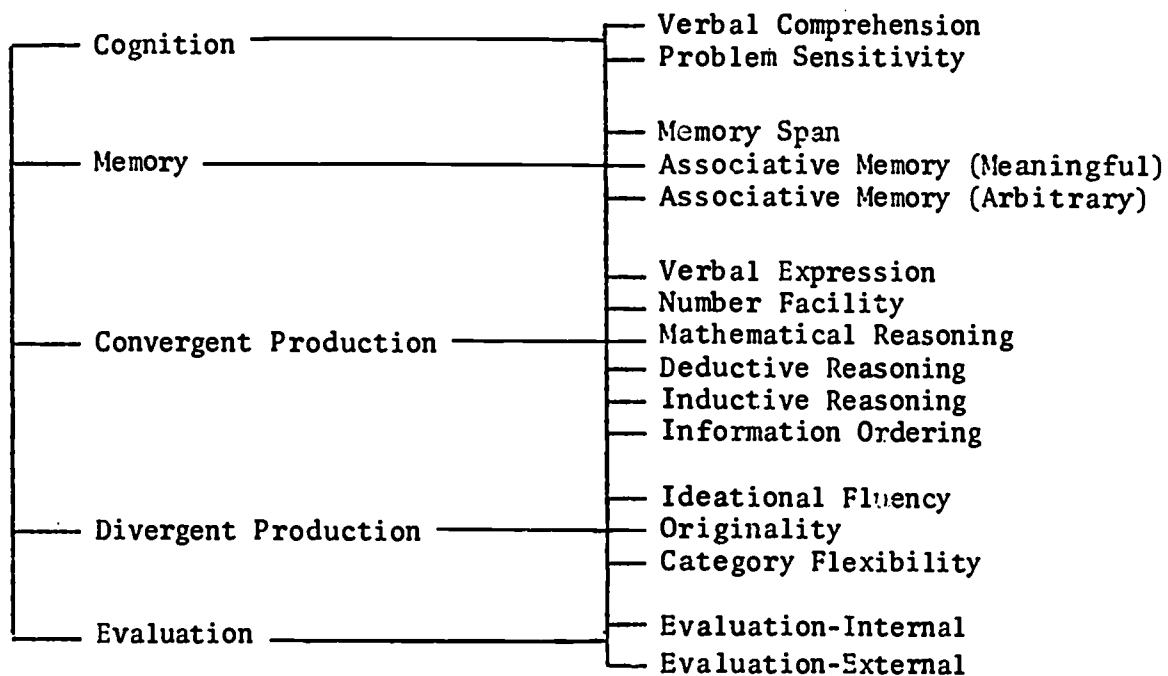 Cognition
Verbal Comprehension
Problem Sensitivity
Memory
Memory Span
Associative Memory (Meaningful)
Associative Memory (Arbitrary)
Convergent Production
Verbal Expression
Number Facility
Mathematical Reasoning
Deductive Reasoning
Inductive Reasoning
Information Ordering
Divergent Production
Ideational Fluency
Originality
Category Flexibility
Evaluation
Evaluation-Internal
Evaluation-External